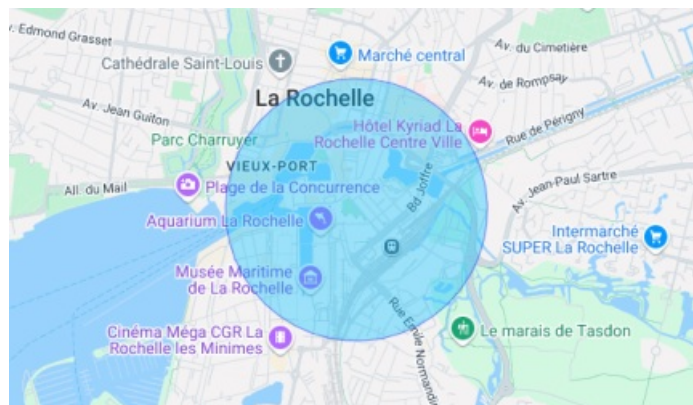 Av. Edmond Grasset
Cathédrale Saint-Louis
Marché central
Av. du Cimetière
Av. de Rompsay
La Rochelle
Av. Jean Guiton
Hôtel Kyriad La
Rochelle Centre Ville
Rue de Périgny
Parc Charruyer
VIEUX-PORT
All. du Mail
Plage de la Concurrence
Bd Joffre
Av. Jean-Paul Sartre
Aquarium La Rochelle
Intermarché
SUPER La Rochelle
Musée Maritime
de La Rochelle
Cinéma Méga CGR La
Rochelle les Minimes
Rue Emile Normandi
Le marais de Tasdon